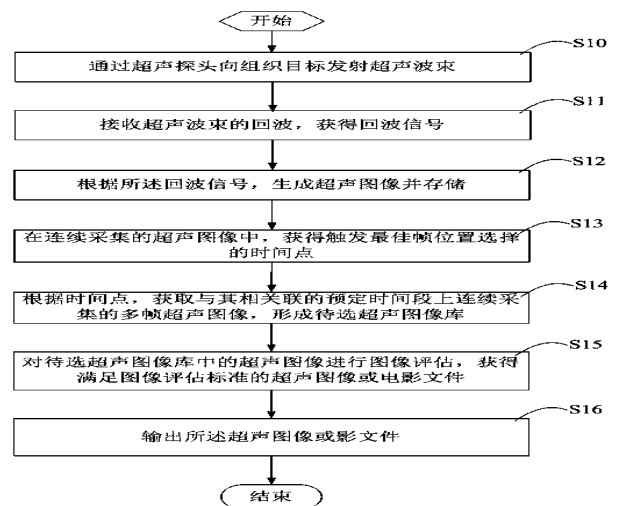 开始
S10
通过超声探头向组织目标发射超声波束
S11
接收超声波束的回波，获得回波信号
S12
根据所述回波信号，生成超声图像并存储
S13
在连续采集的超声图像中，获得触发最佳帧位置选择
的时间点
S14
根据时间点，获取与其相关联的预定时间段上连续采
集的多帧超声图像，形成待选超声图像库
S15
对待选超声图像库中的超声图像进行图像评估，获得
满足图像评估标准的超声图像或电影文件
S16
输出所述超声图像或影文件
结束